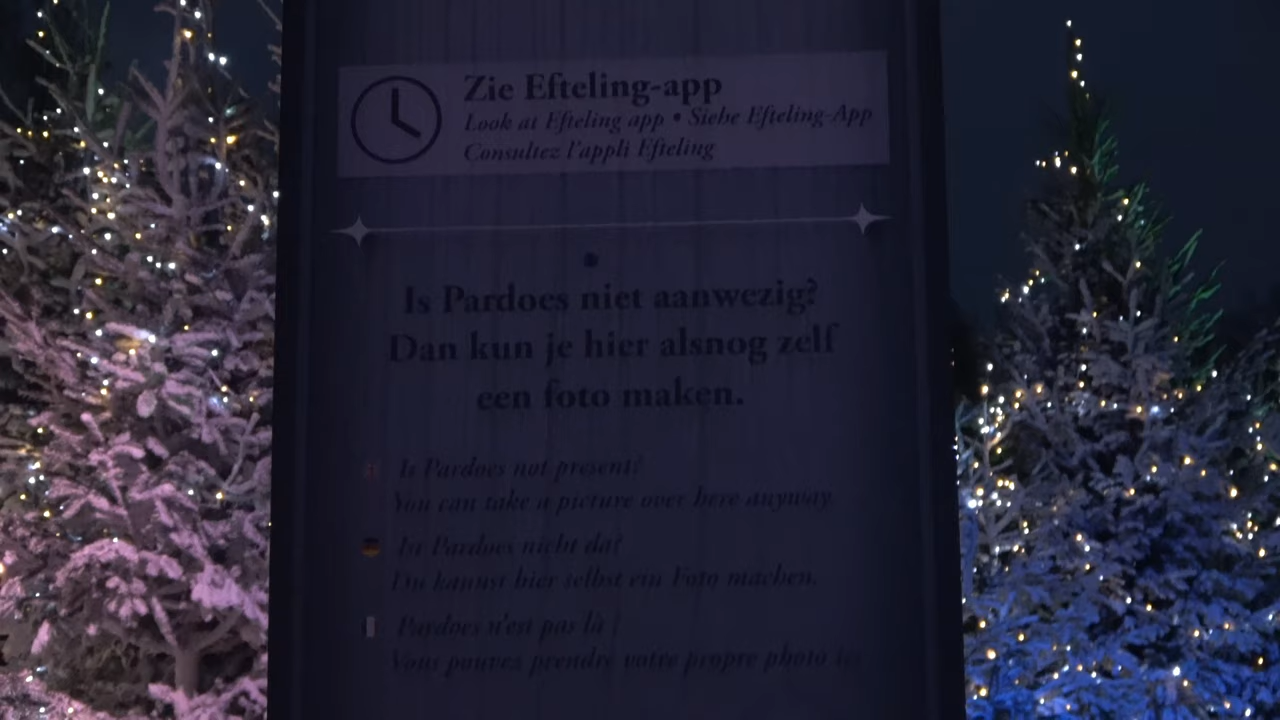 Zie Efteling-app
Look at Efteling app • Siehe Efteling-App
Consultez l'appli Efteling
Is Pardoes niet aanwezig?
Dan kun je hier alsnog zelf
een foto maken.
Is Pardoes not present?
You can take a picture over here anyway.
Ist Pardoes nicht da?
Du kannst hier selbst ein Foto machen.
Pardoes n'est pas là ?
Vous pouvez prendre votre propre photo